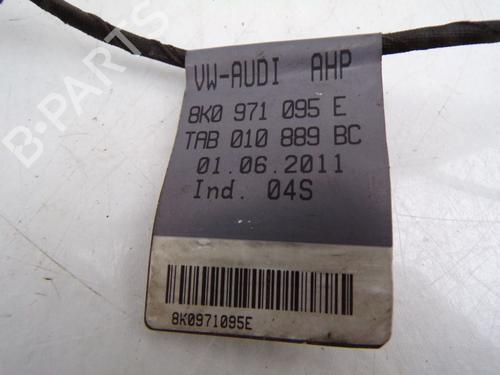 VW-AUDI AHP
8K0 971 095 E
TAB 010 889 BC
01.06.2011
Ind. 04S
8K0971095E
B-PARTS